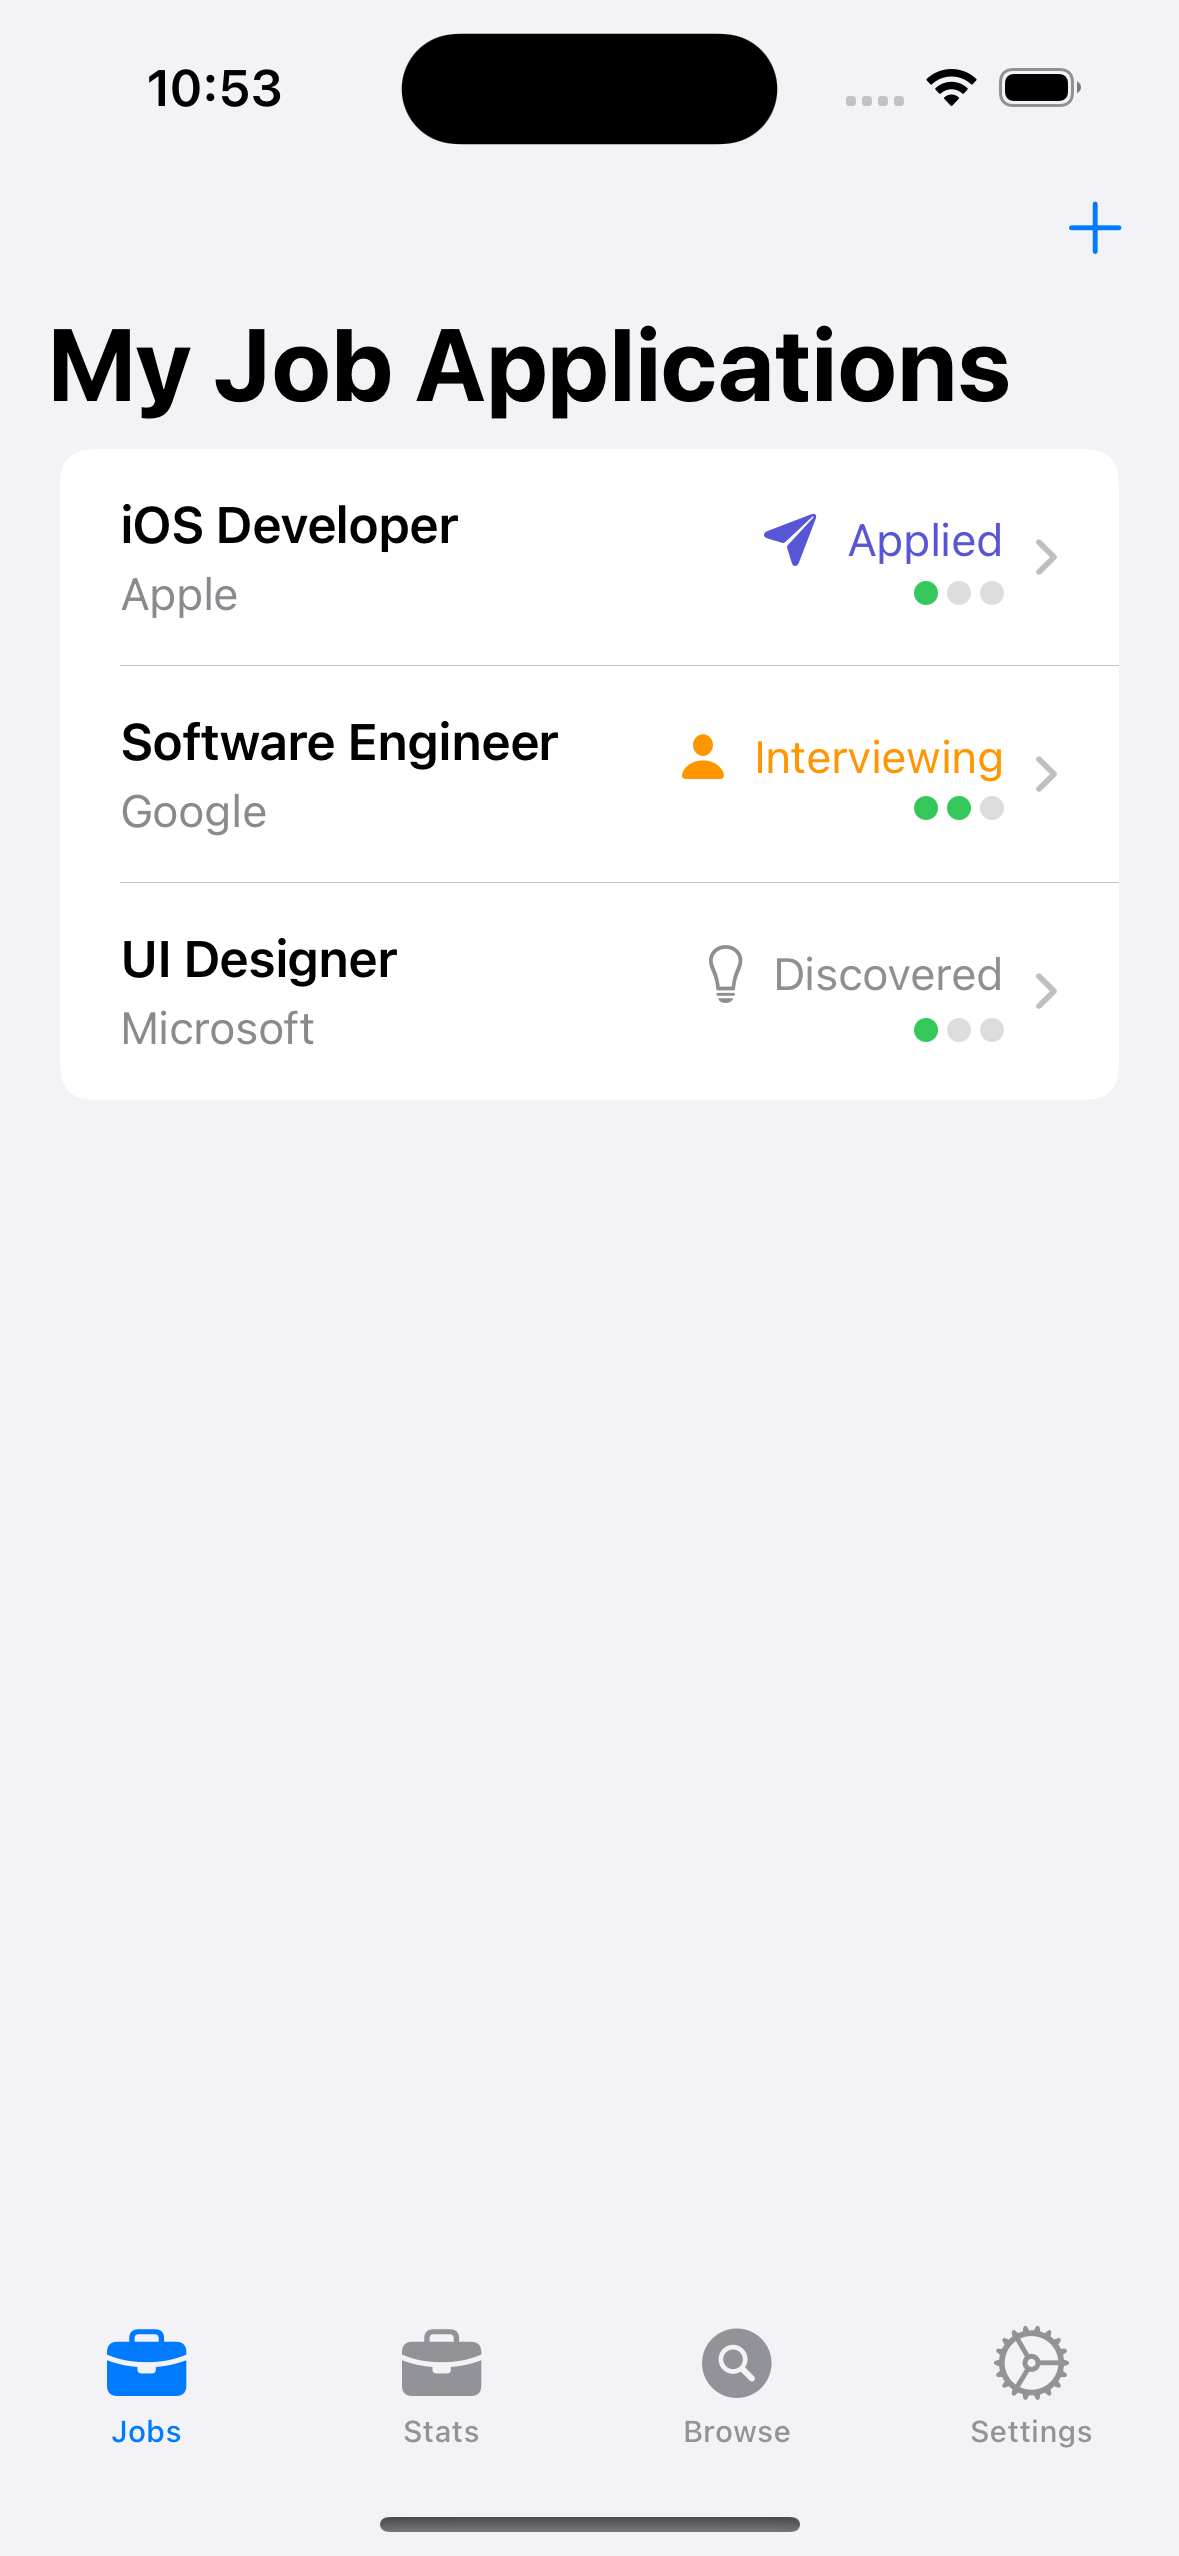 10:53
My Job Applications
iOS Developer
Applied
Apple
Software Engineer
Interviewing
Google
UI Designer
Discovered
Microsoft
Jobs
Stats
Browse
Settings